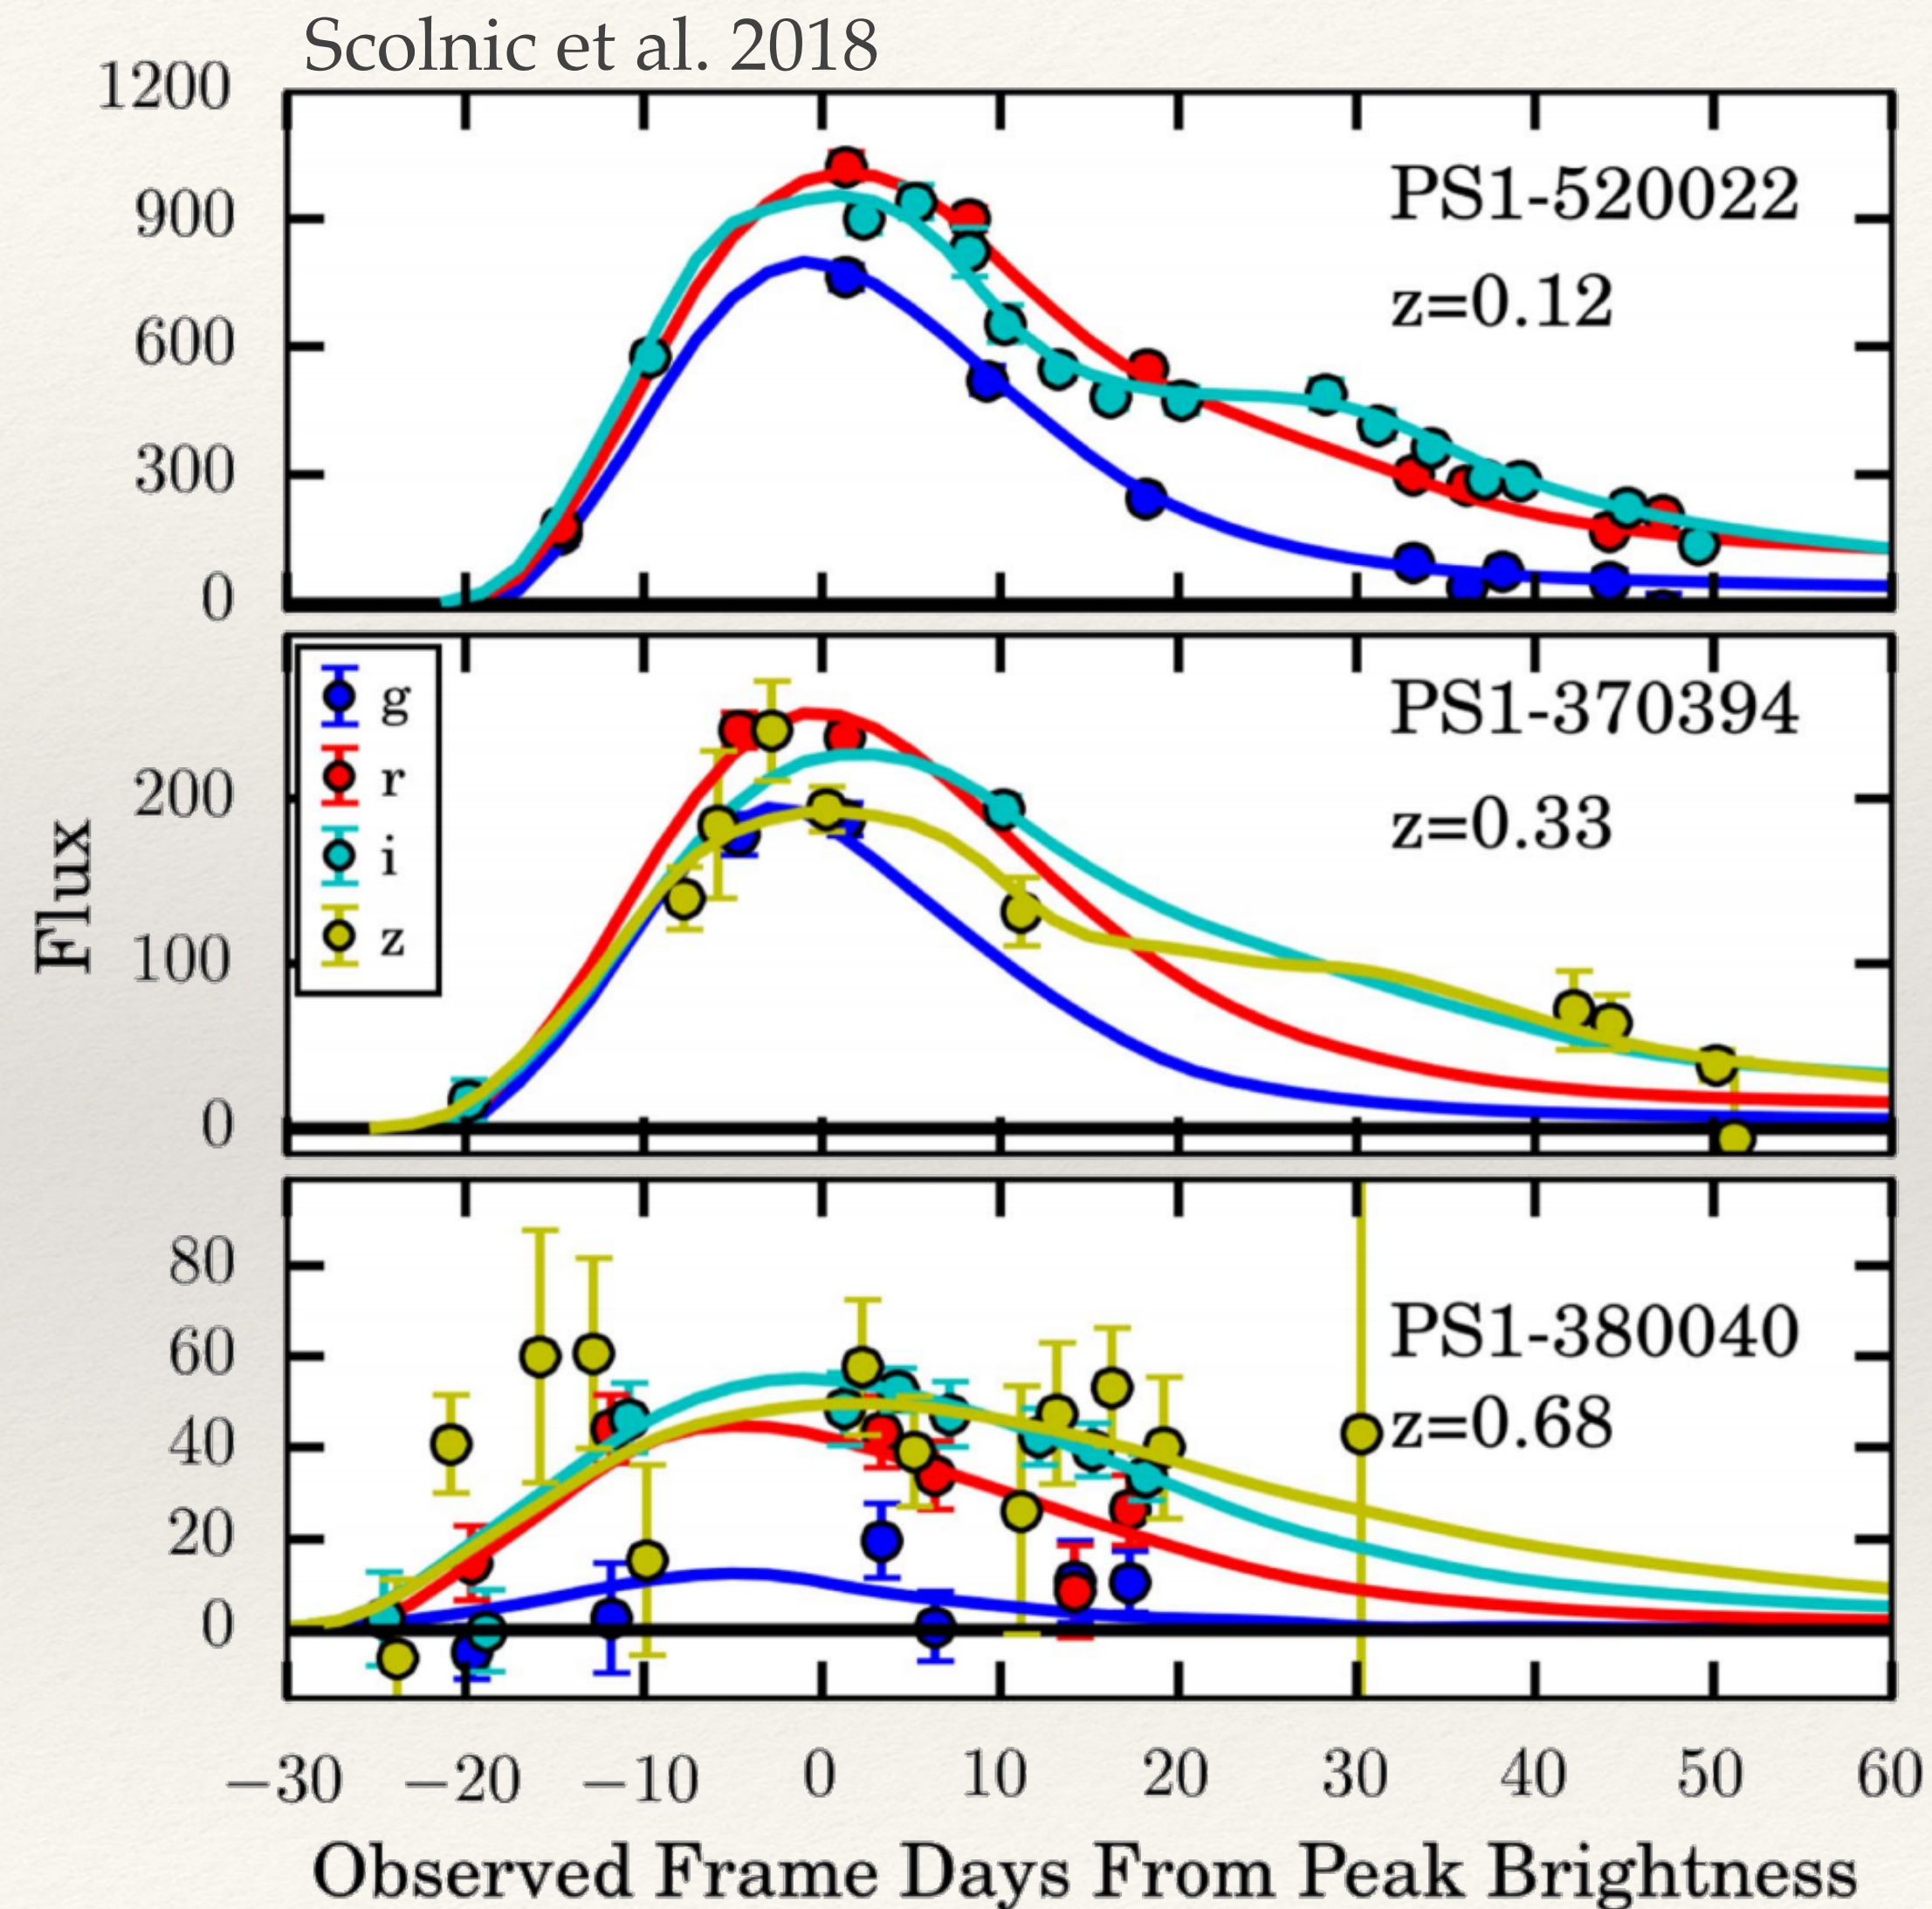 Scolnic et al. 2018
1200
900
600
300
0
PS1-520022
z=0.12
g
r
i
z
200
100
0
PS1-370394
z=0.33
Flux
80
60
40
20
0
PS1-380040
z=0.68
−30 −20 −10 0 10 20 30 40 50 60
Observed Frame Days From Peak Brightness